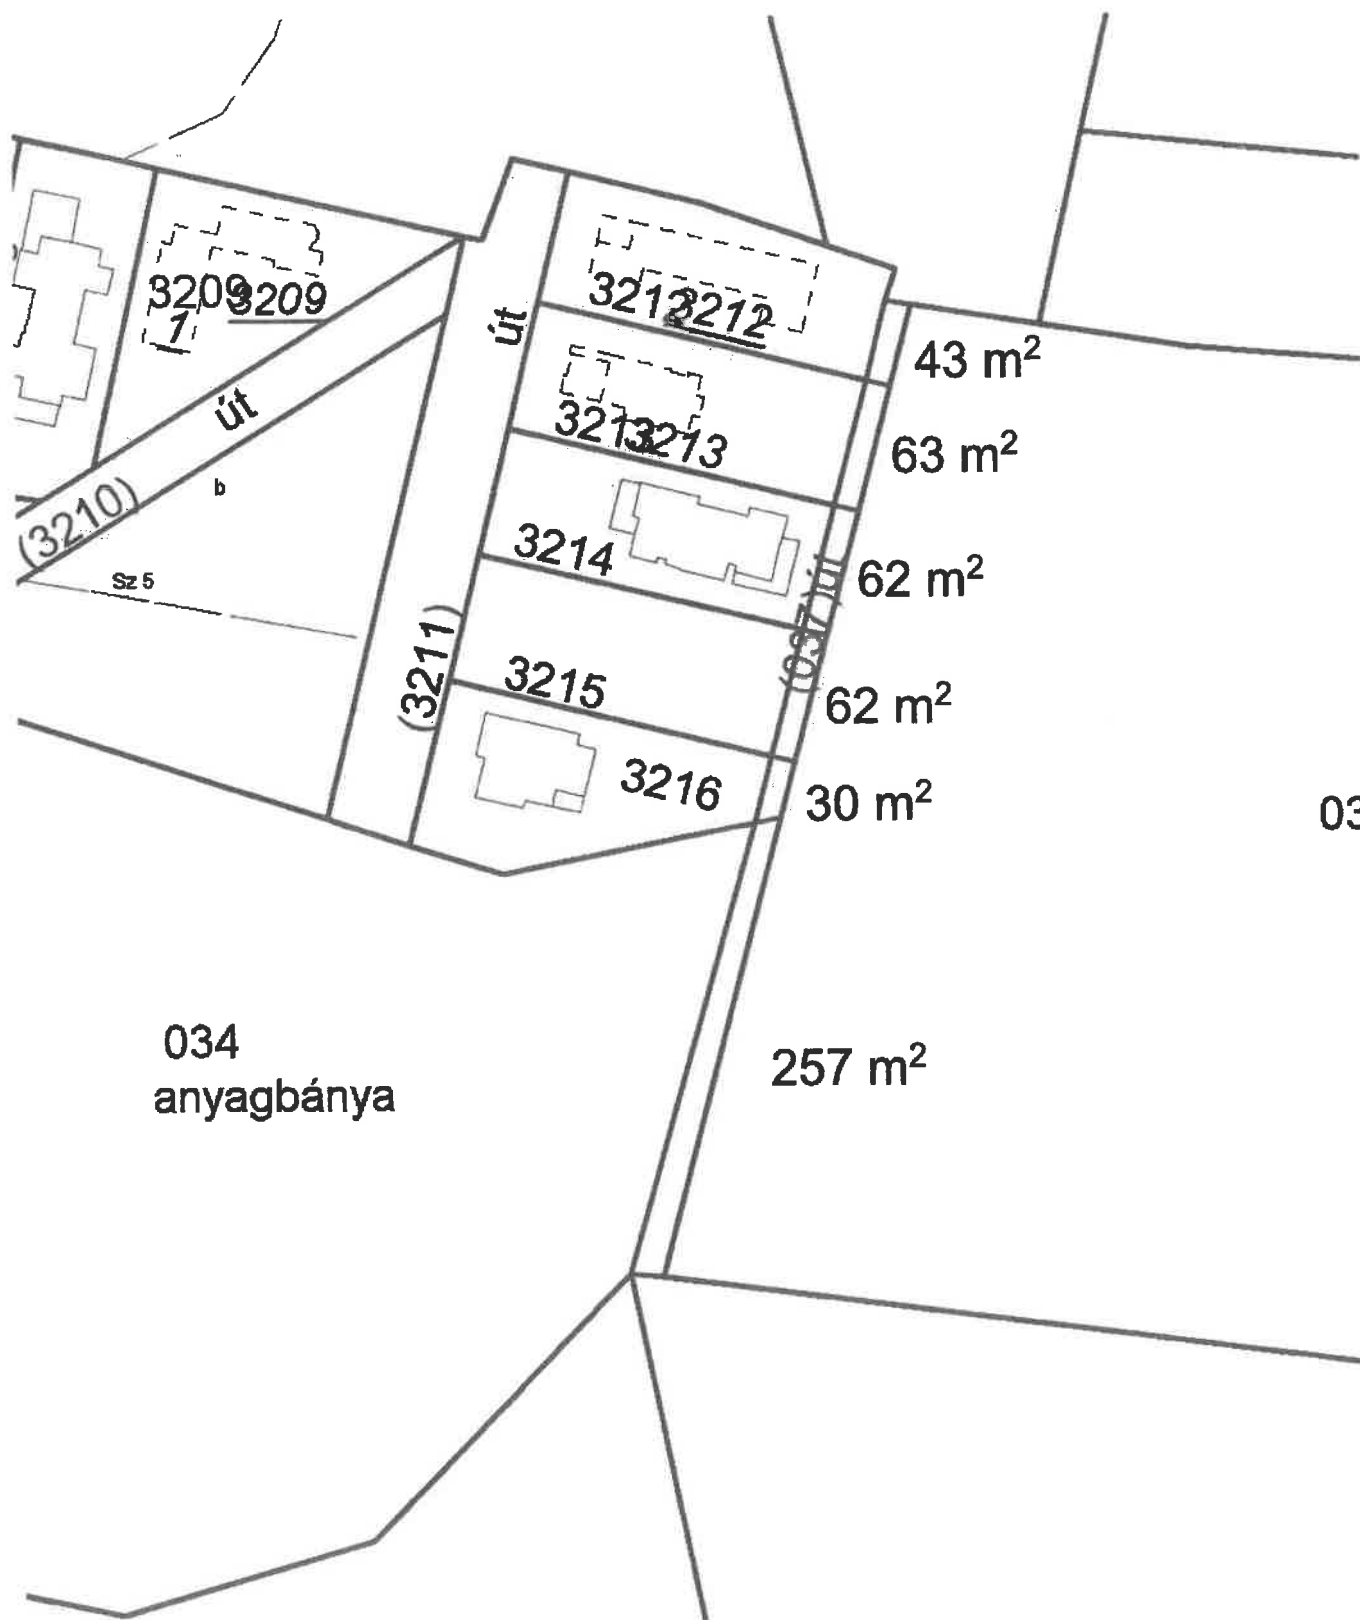 3209
3209
1
út
út
(3210)
b
Sz 5
(3211)
3212
3212
43 m²
3213
3213
63 m²
3214
62 m²
(037) út
3215
62 m²
3216
30 m²
03
034
anyagbánya
257 m²